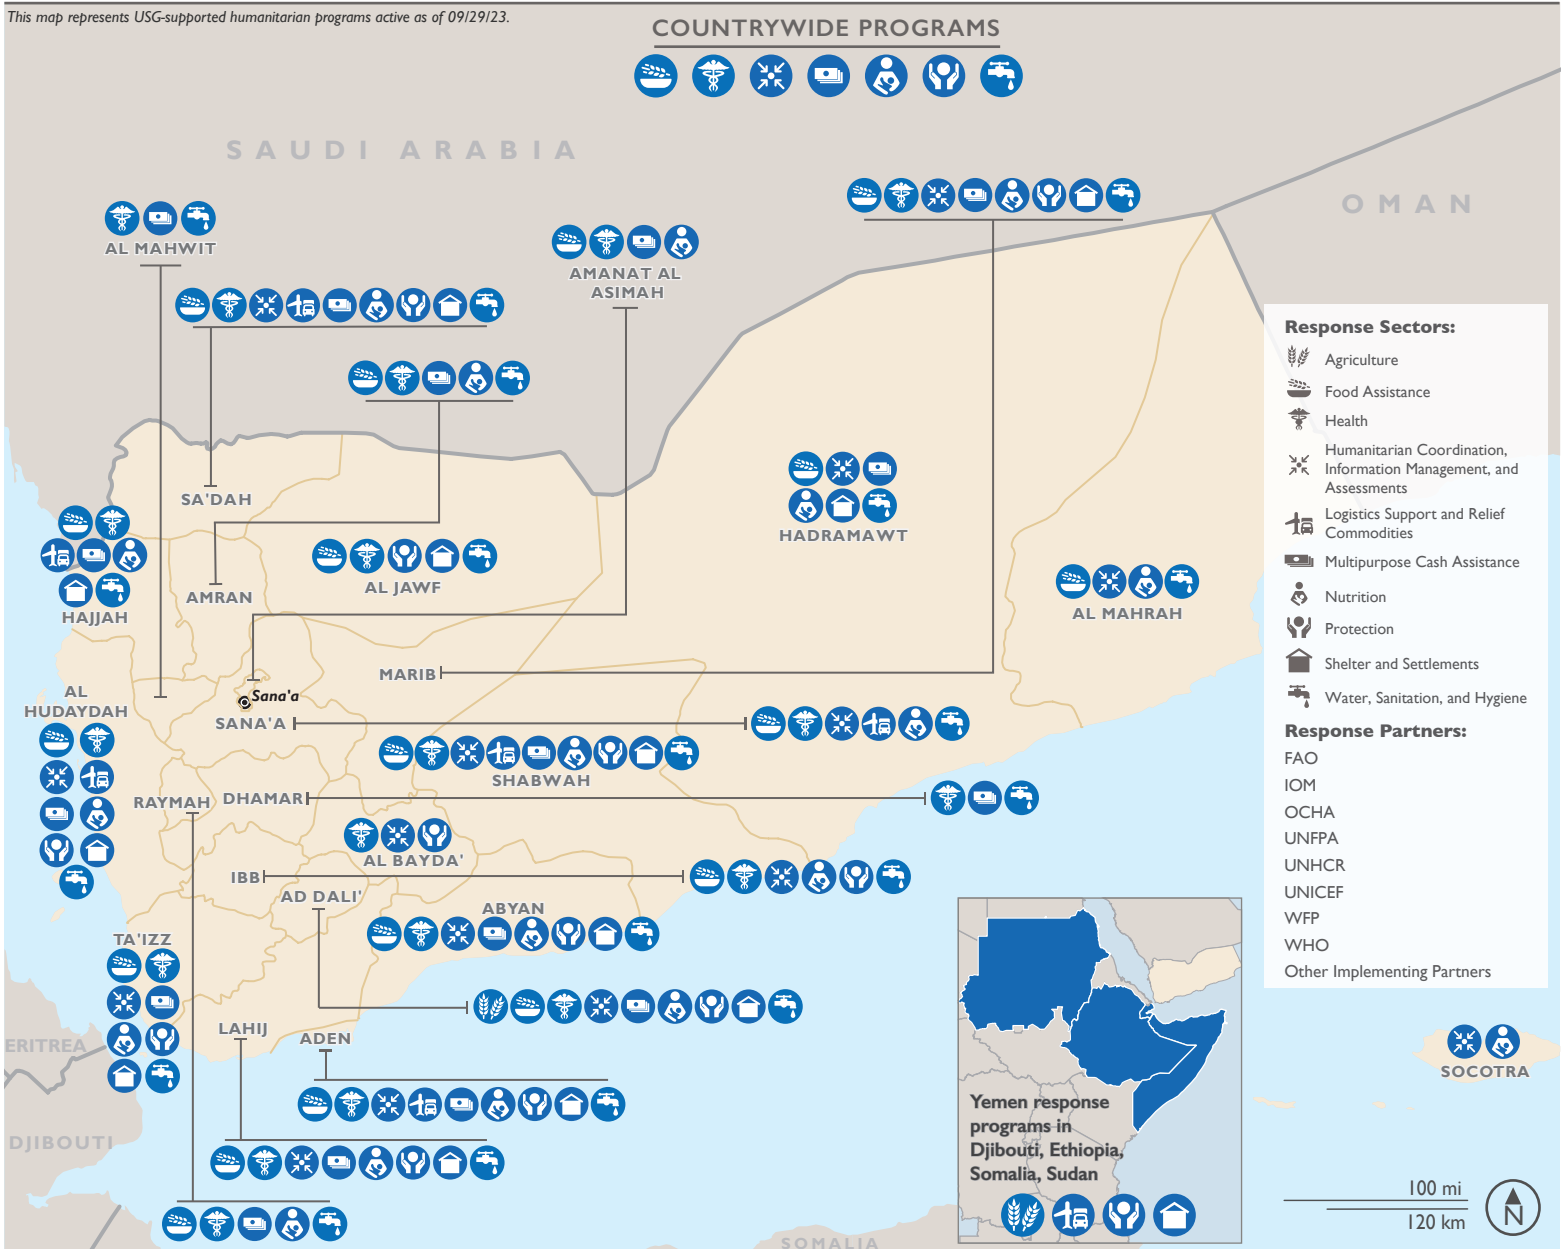 This map represents USG-supported humanitarian programs active as of 09/29/23.
COUNTRYWIDE PROGRAMS
SAUDI ARABIA
OMAN
AL MAHWIT
AMANAT AL
ASIMAH
SA'DAH
AMRAN
AL JAWF
HADRAMAWT
AL MAHRAH
HAJJAH
MARIB
AL
HUDAYDAH
Sana'a
SANA'A
SHABWAH
RAYMAH
DHAMAR
AL BAYDA'
IBB
AD DALI'
ABYAN
TA'IZZ
LAHIJ
ADEN
ERITREA
DJIBOUTI
SOMALIA
SOCOTRA
Response Sectors:
Agriculture
Food Assistance
Health
Humanitarian Coordination,
Information Management, and
Assessments
Logistics Support and Relief
Commodities
Multipurpose Cash Assistance
Nutrition
Protection
Shelter and Settlements
Water, Sanitation, and Hygiene
Response Partners:
FAO
IOM
OCHA
UNFPA
UNHCR
UNICEF
WFP
WHO
Other Implementing Partners
Yemen response
programs in
Djibouti, Ethiopia,
Somalia, Sudan
100 mi
120 km
N